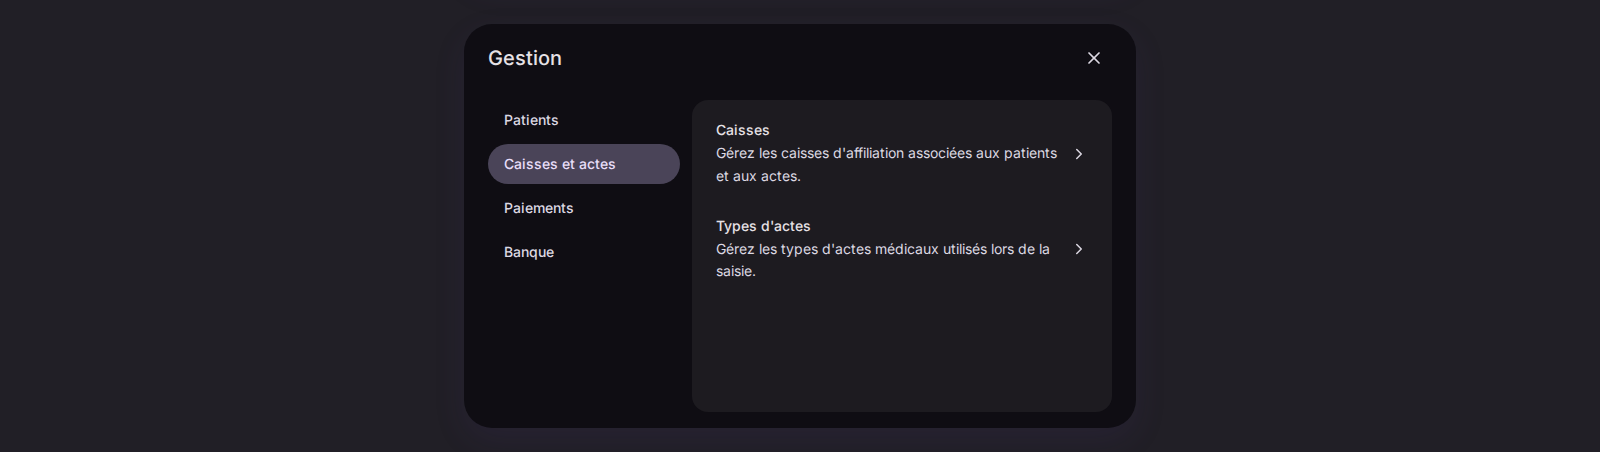 Gestion
Patients
Caisses et actes
Paiements
Banque
Caisses
Gérez les caisses d'affiliation associées aux patients
et aux actes.
Types d'actes
Gérez les types d'actes médicaux utilisés lors de la
saisie.